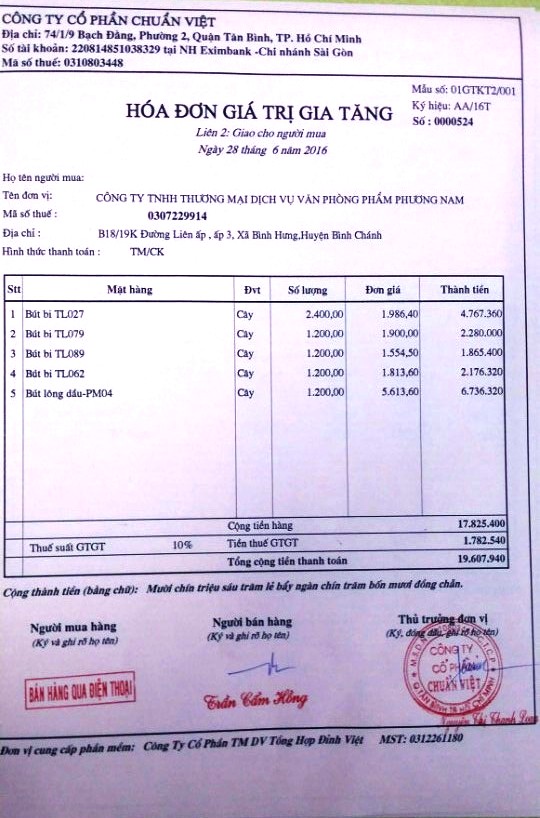 CÔNG TY CỔ PHẦN CHUẨN VIỆT
Địa chỉ: 74/1/9 Bạch Đằng, Phường 2, Quận Tân Bình, TP. Hồ Chí Minh
Số tài khoản: 220814851038329 tại NH Eximbank -Chi nhánh Sài Gòn
Mã số thuế: 0310803448
Mẫu số: 01GTKT2/001
HÓA ĐƠN GIÁ TRỊ GIA TĂNG
Ký hiệu: AA/16T
Số : 0000524
Liên 2: Giao cho người mua
Ngày 28 tháng 6 năm 2016
Họ tên người mua:
Tên đơn vị: CÔNG TY TNHH THƯƠNG MẠI DỊCH VỤ VĂN PHÒNG PHẨM PHƯƠNG NAM
Mã số thuế : 0307229914
Địa chỉ : B18/19K Đường Liên ấp , ấp 3, Xã Bình Hưng,Huyện Bình Chánh
Hình thức thanh toán : TM/CK
Stt Mặt hàng Đvt Số lượng Đơn giá Thành tiền
1 Bút bi TL027 Cây 2.400,00 1.986,40 4.767.360
2 Bút bi TL079 Cây 1.200,00 1.900,00 2.280.000
3 Bút bi TL089 Cây 1.200,00 1.554,50 1.865.400
4 Bút bi TL062 Cây 1.200,00 1.813,60 2.176.320
5 Bút lông dầu-PM04 Cây 1.200,00 5.613,60 6.736.320
Cộng tiền hàng 17.825.400
Thuế suất GTGT 10% Tiền thuế GTGT 1.782.540
Tổng cộng tiền thanh toán 19.607.940
Cộng thành tiền (bằng chữ): Mười chín triệu sáu trăm lẻ bẩy ngàn chín trăm bốn mươi đồng chẵn.
Người mua hàng Người bán hàng Thủ trưởng đơn vị
(Ký và ghi rõ họ tên) (Ký và ghi rõ họ tên) (Ký, đóng dấu, ghi rõ họ tên)
CÔNG TY
CỔ PHẦN
CHUẨN VIỆT
Q.TÂN BÌNH TP. HỒ CHÍ MINH
BÁN HÀNG QUA ĐIỆN THOẠI
Trần Cẩm Hồng
Nguyễn Thị Thanh Loan
Đơn vị cung cấp phần mềm: Công Ty Cổ Phần TM DV Tổng Hợp Đỉnh Việt MST: 0312261180